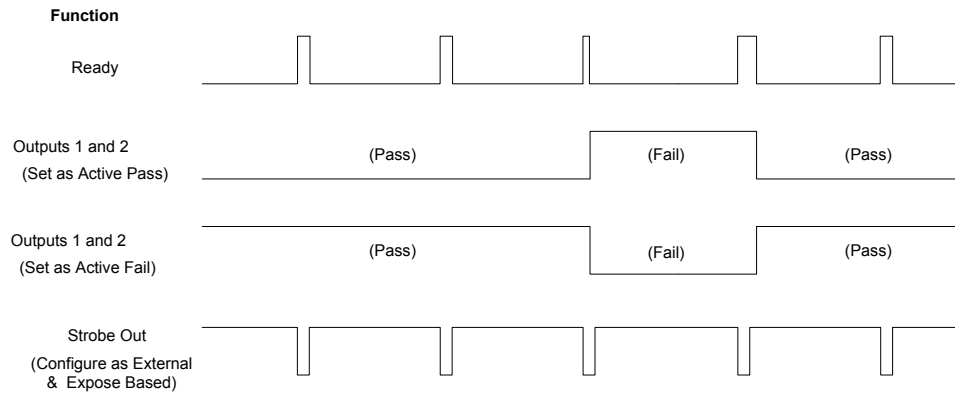 Function
Ready
Outputs 1 and 2
(Set as Active Pass)
(Pass)
(Fail)
(Pass)
Outputs 1 and 2
(Set as Active Fail)
(Pass)
(Fail)
(Pass)
Strobe Out
(Configure as External
& Expose Based)